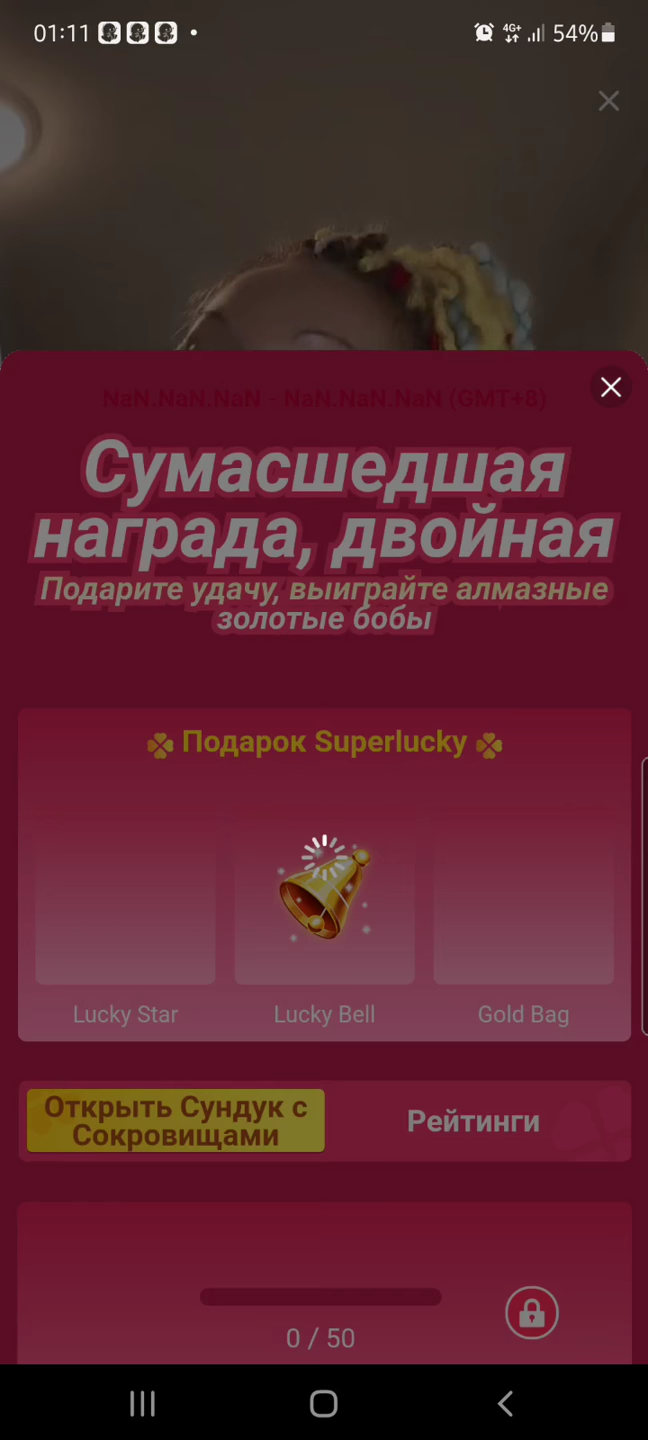 01:11
4G+
54%
NaN.NaN.NaN - NaN.NaN.NaN (GMT+8)
Сумасшедшая
награда, двойная
Подарите удачу, выиграйте алмазные
золотые бобы
Подарок Superlucky
Lucky Star
Lucky Bell
Gold Bag
Открыть Сундук с
Сокровищами
Рейтинги
0 / 50